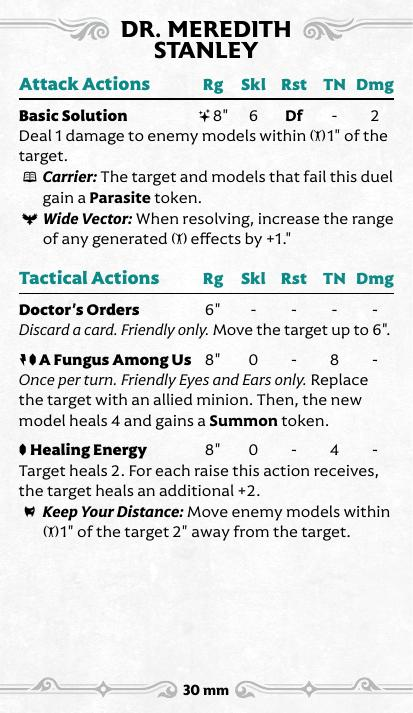 DR. MEREDITH
STANLEY
Attack Actions Rg Skl Rst TN Dmg
Basic Solution 8" 6 Df - 2
Deal 1 damage to enemy models within 1" of the
target.
Carrier: The target and models that fail this duel
gain a Parasite token.
Wide Vector: When resolving, increase the range
of any generated effects by +1."
Tactical Actions Rg Skl Rst TN Dmg
Doctor's Orders 6" - - - -
Discard a card. Friendly only. Move the target up to 6".
A Fungus Among Us 8" 0 - 8 -
Once per turn. Friendly Eyes and Ears only. Replace
the target with an allied minion. Then, the new
model heals 4 and gains a Summon token.
Healing Energy 8" 0 - 4 -
Target heals 2. For each raise this action receives,
the target heals an additional +2.
Keep Your Distance: Move enemy models within
1" of the target 2" away from the target.
30 mm